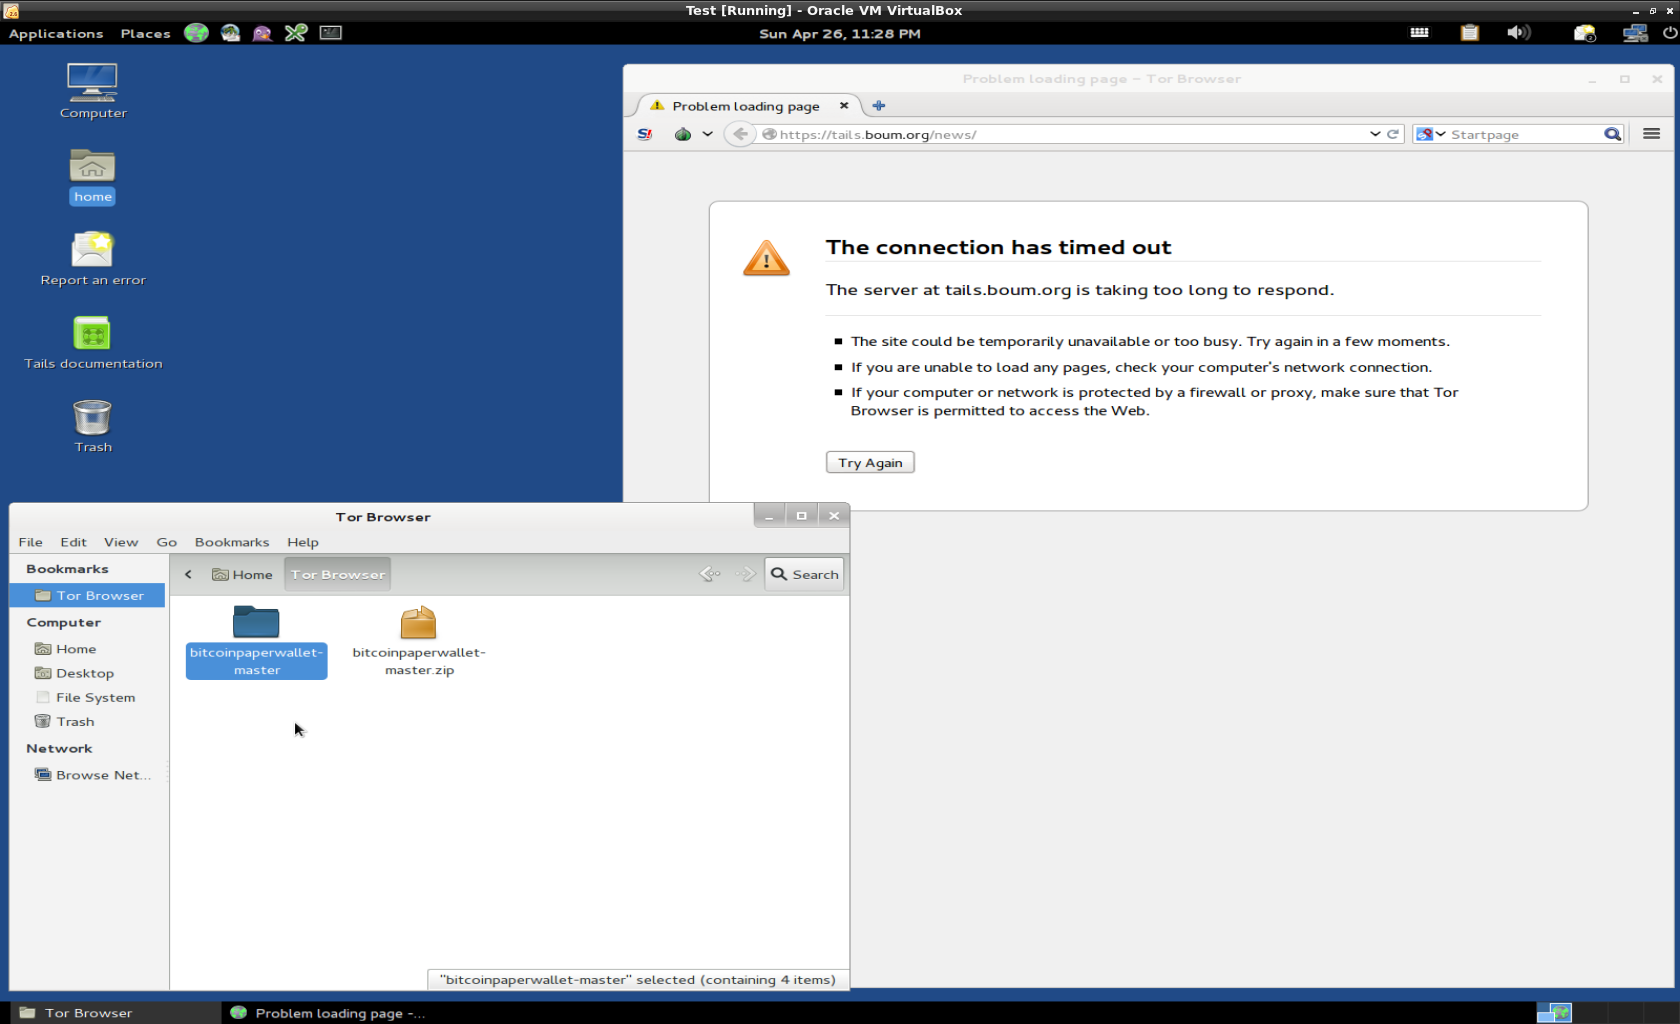 Test [Running] - Oracle VM VirtualBox
Applications Places Sun Apr 26, 11:28 PM
Computer
home
Report an error
Tails documentation
Trash
Problem loading page - Tor Browser
Problem loading page
https://tails.boum.org/news/ Startpage
The connection has timed out
The server at tails.boum.org is taking too long to respond.
The site could be temporarily unavailable or too busy. Try again in a few moments.
If you are unable to load any pages, check your computer's network connection.
If your computer or network is protected by a firewall or proxy, make sure that Tor
Browser is permitted to access the Web.
Try Again
Tor Browser
File Edit View Go Bookmarks Help
Bookmarks
Tor Browser
Computer
Home
Desktop
File System
Trash
Network
Browse Net...
Home Tor Browser Search
bitcoinpaperwallet-
master
bitcoinpaperwallet-
master.zip
"bitcoinpaperwallet-master" selected (containing 4 items)
Tor Browser Problem loading page -...